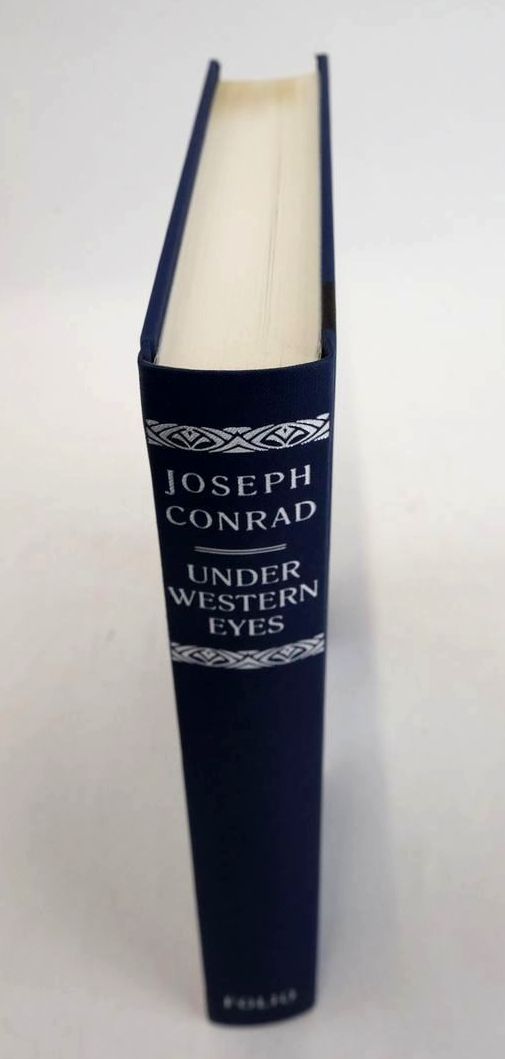 JOSEPH
CONRAD
UNDER
WESTERN
EYES
FOLIO